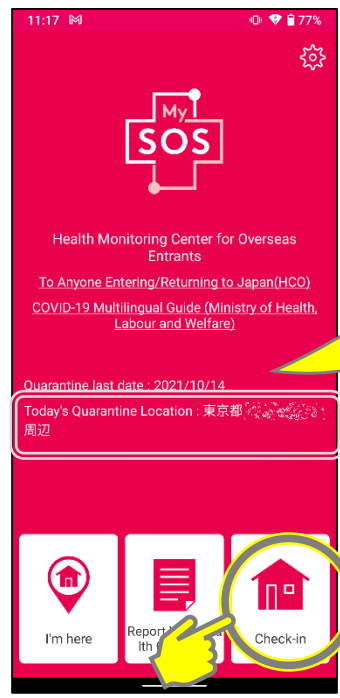 11:17 77%
My
SOS
Health Monitoring Center for Overseas
Entrants
To Anyone Entering/Returning to Japan(HCO)
COVID-19 Multilingual Guide (Ministry of Health,
Labour and Welfare)
Quarantine last date : 2021/10/14
Today's Quarantine Location : 東京都
周辺
I'm here
Report
lth
Check-in